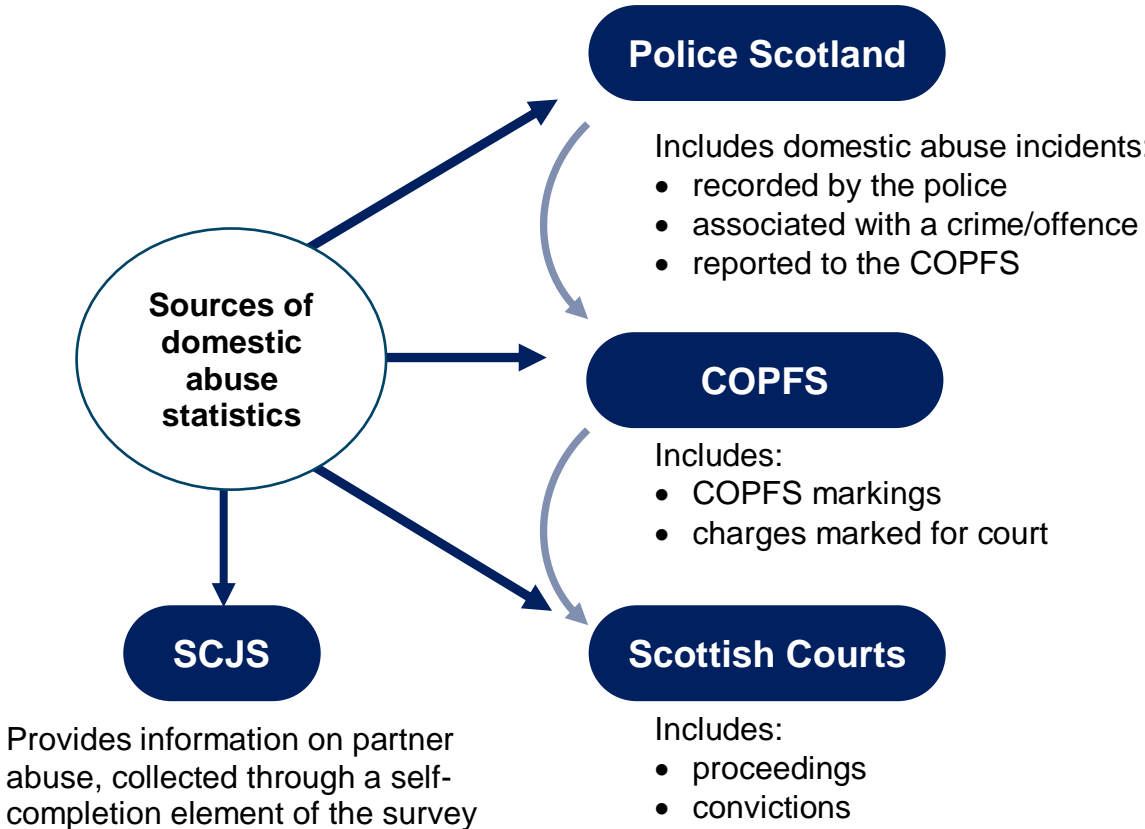 Police Scotland
Includes domestic abuse incidents:
• recorded by the police
• associated with a crime/offence
• reported to the COPFS
Sources of
domestic
abuse
statistics
COPFS
Includes:
• COPFS markings
• charges marked for court
SCJS
Provides information on partner
abuse, collected through a self-
completion element of the survey
Scottish Courts
Includes:
• proceedings
• convictions